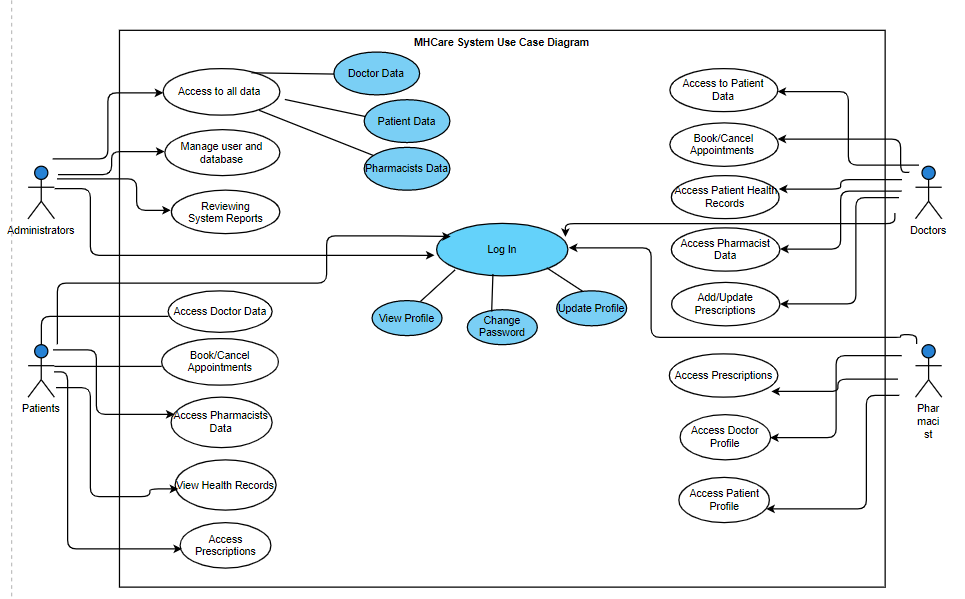 MHCare System Use Case Diagram
Access to all data
Doctor Data
Patient Data
Pharmacists Data
Manage user and
database
Reviewing
System Reports
Administrators
Access to Patient
Data
Book/Cancel
Appointments
Access Patient Health
Records
Access Pharmacist
Data
Add/Update
Prescriptions
Doctors
Log In
View Profile
Change
Password
Update Profile
Access Doctor Data
Book/Cancel
Appointments
Access Pharmacists
Data
View Health Records
Access
Prescriptions
Patients
Access Prescriptions
Access Doctor
Profile
Access Patient
Profile
Phar
maci
st